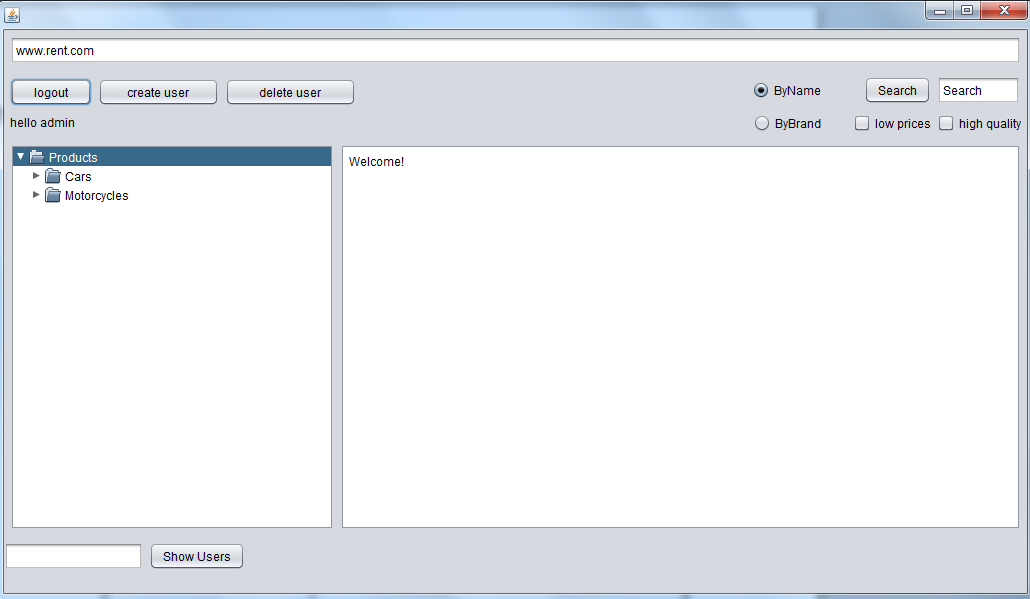 www.rent.com
logout create user delete user ByName Search Search
hello admin ByBrand low prices high quality
Products
Cars
Motorcycles
Welcome!
Show Users